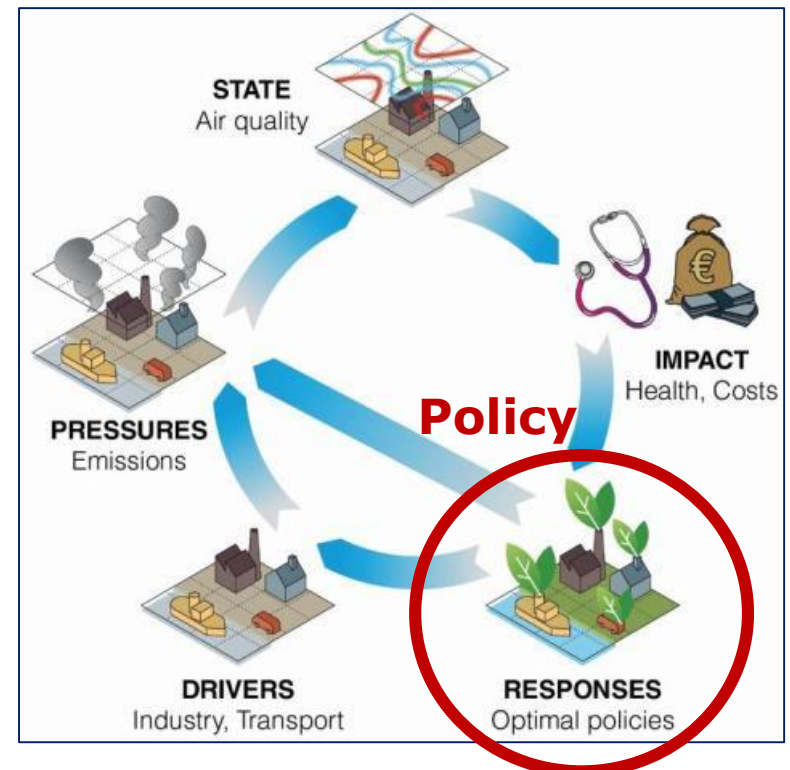 STATE
Air quality
€
IMPACT
Health, Costs
Policy
PRESSURES
Emissions
DRIVERS
Industry, Transport
RESPONSES
Optimal policies